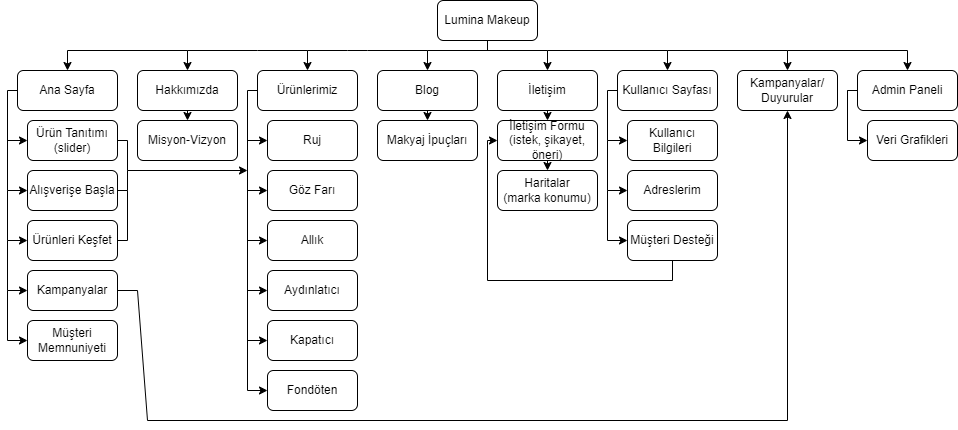 Lumina Makeup
Ana Sayfa
Hakkımızda
Ürünlerimiz
Blog
İletişim
Kullanıcı Sayfası
Kampanyalar/
Duyurular
Admin Paneli
Ürün Tanıtımı
(slider)
Alışverişe Başla
Ürünleri Keşfet
Kampanyalar
Müşteri
Memnuniyeti
Misyon-Vizyon
Ruj
Göz Farı
Allık
Aydınlatıcı
Kapatıcı
Fondöten
Makyaj İpuçları
İletişim Formu
(istek, şikayet,
öneri)
Haritalar
(marka konumu)
Kullanıcı
Bilgileri
Adreslerim
Müşteri Desteği
Veri Grafikleri